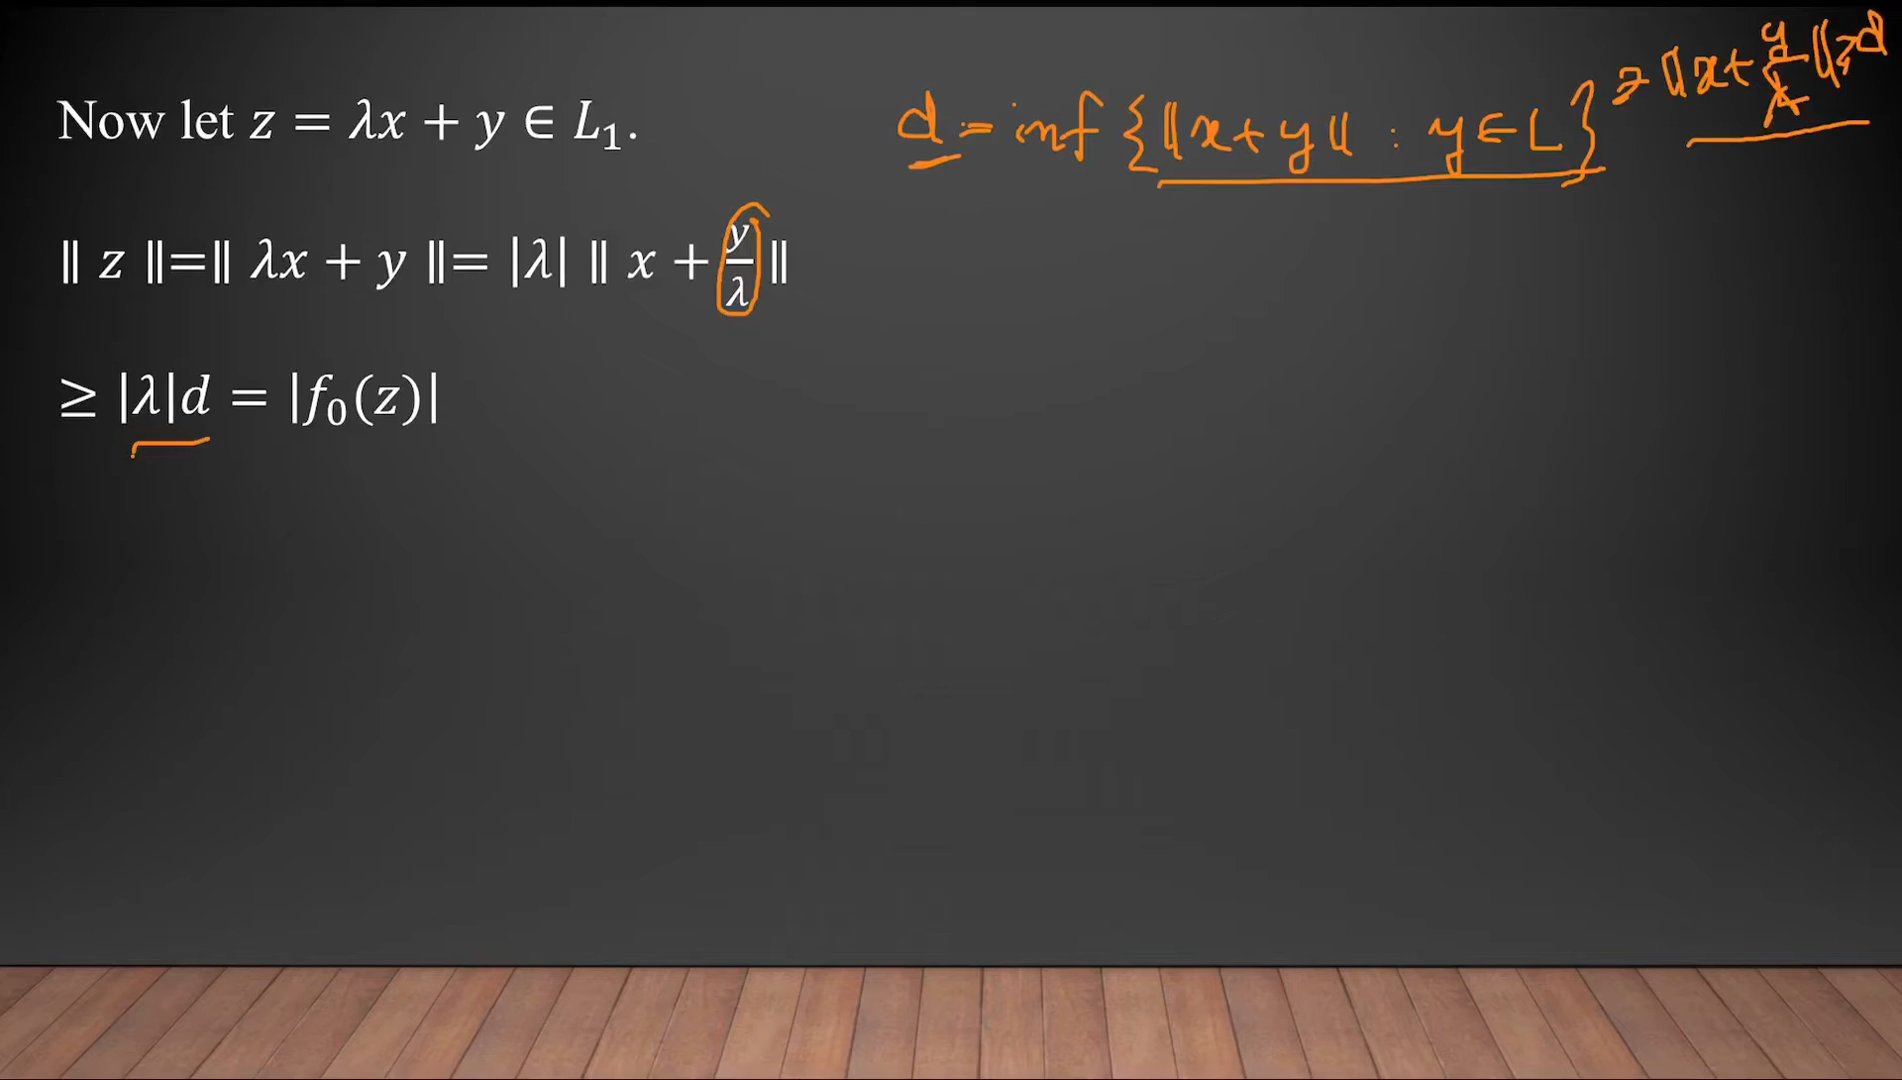 Now let z = λx + y ∈ L₁.
d = inf {‖x + y‖ : y ∈ L}
⇒ ‖x + y/λ‖ ≥ d
‖ z ‖=‖ λx + y ‖= |λ| ‖ x + y/λ ‖
≥ |λ|d = |f₀(z)|